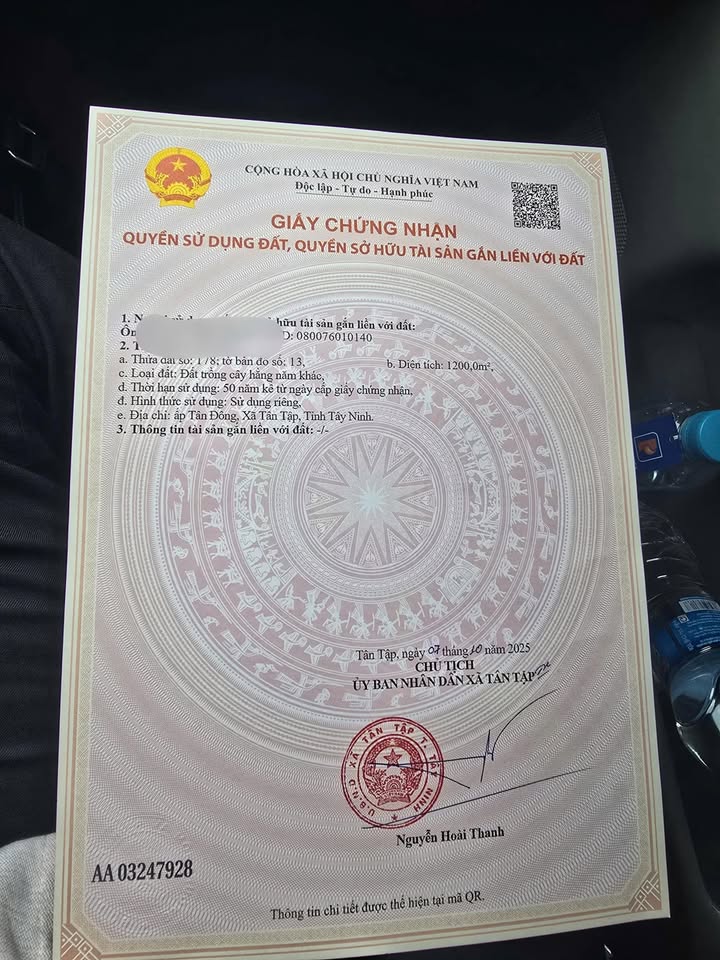 CỘNG HÒA XÃ HỘI CHỦ NGHĨA VIỆT NAM
Độc lập - Tự do - Hạnh phúc
GIẤY CHỨNG NHẬN
QUYỀN SỬ DỤNG ĐẤT, QUYỀN SỞ HỮU TÀI SẢN GẮN LIỀN VỚI ĐẤT
1. hữu tài sản gắn liền với đất:
080076010140
2.
a. Thửa đất số: 178; tờ bản đồ số: 13, b. Diện tích: 1200,0m²,
c. Loại đất: Đất trồng cây hằng năm khác,
d. Thời hạn sử dụng: 50 năm kể từ ngày cấp giấy chứng nhận,
đ. Hình thức sử dụng: Sử dụng riêng,
e. Địa chỉ: ấp Tân Đông, Xã Tân Tập, Tỉnh Tây Ninh.
3. Thông tin tài sản gắn liền với đất: -/-
Tân Tập, ngày 07 tháng 10 năm 2025
CHỦ TỊCH
ỦY BAN NHÂN DÂN XÃ TÂN TẬP
U.B.N.D XÃ TÂN TẬP T. TÂY NINH
Nguyễn Hoài Thanh
AA 03247928
Thông tin chi tiết được thể hiện tại mã QR.